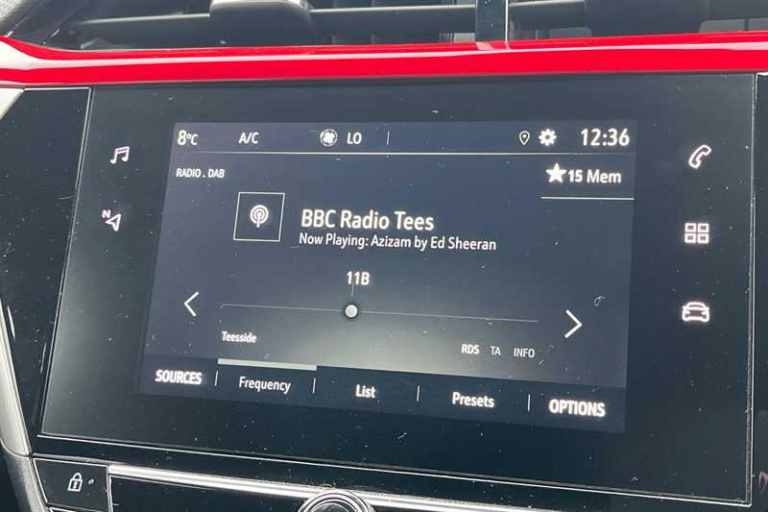 8°C A/C LO 12:36
RADIO . DAB
★15 Mem
BBC Radio Tees
Now Playing: Azizam by Ed Sheeran
11B
Teesside
RDS TA INFO
SOURCES Frequency List Presets OPTIONS
N